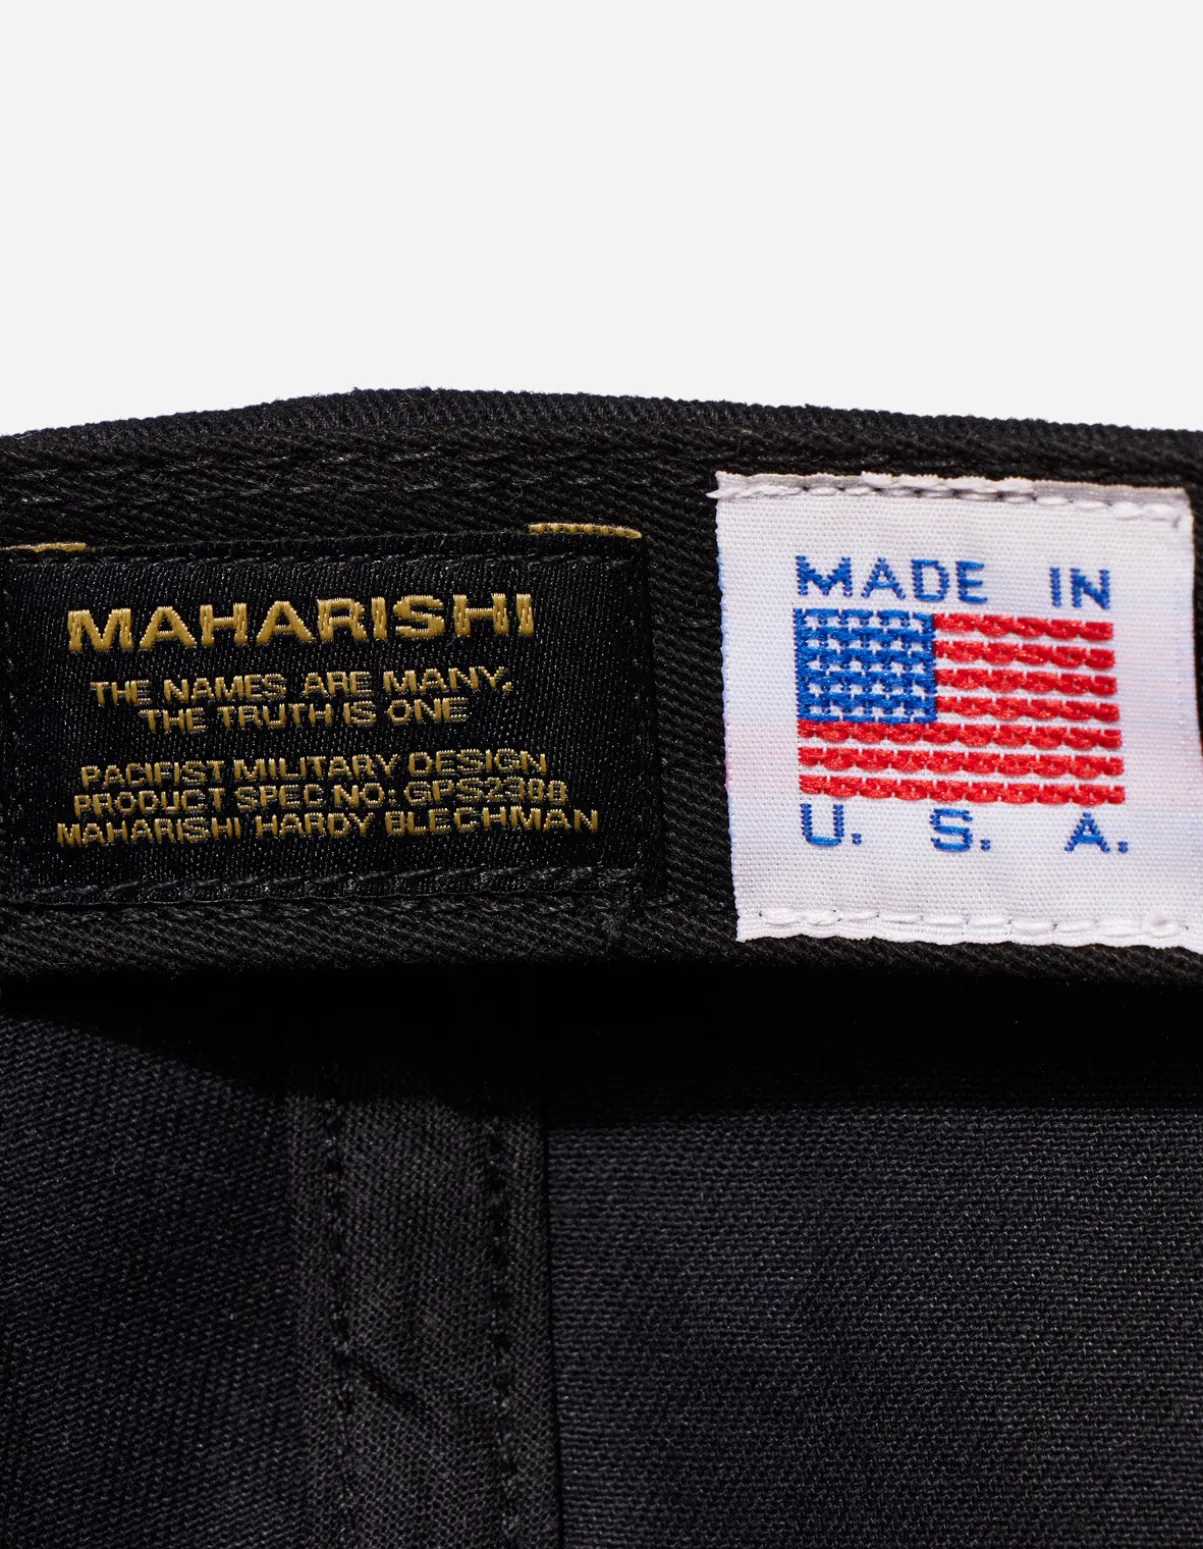 MAHARISHI
THE NAMES ARE MANY,
THE TRUTH IS ONE
PACIFIST MILITARY DESIGN
PRODUCT SPEC NO:
MAHARISHI HARDY BLECHMAN
MADE IN
U. S. A.